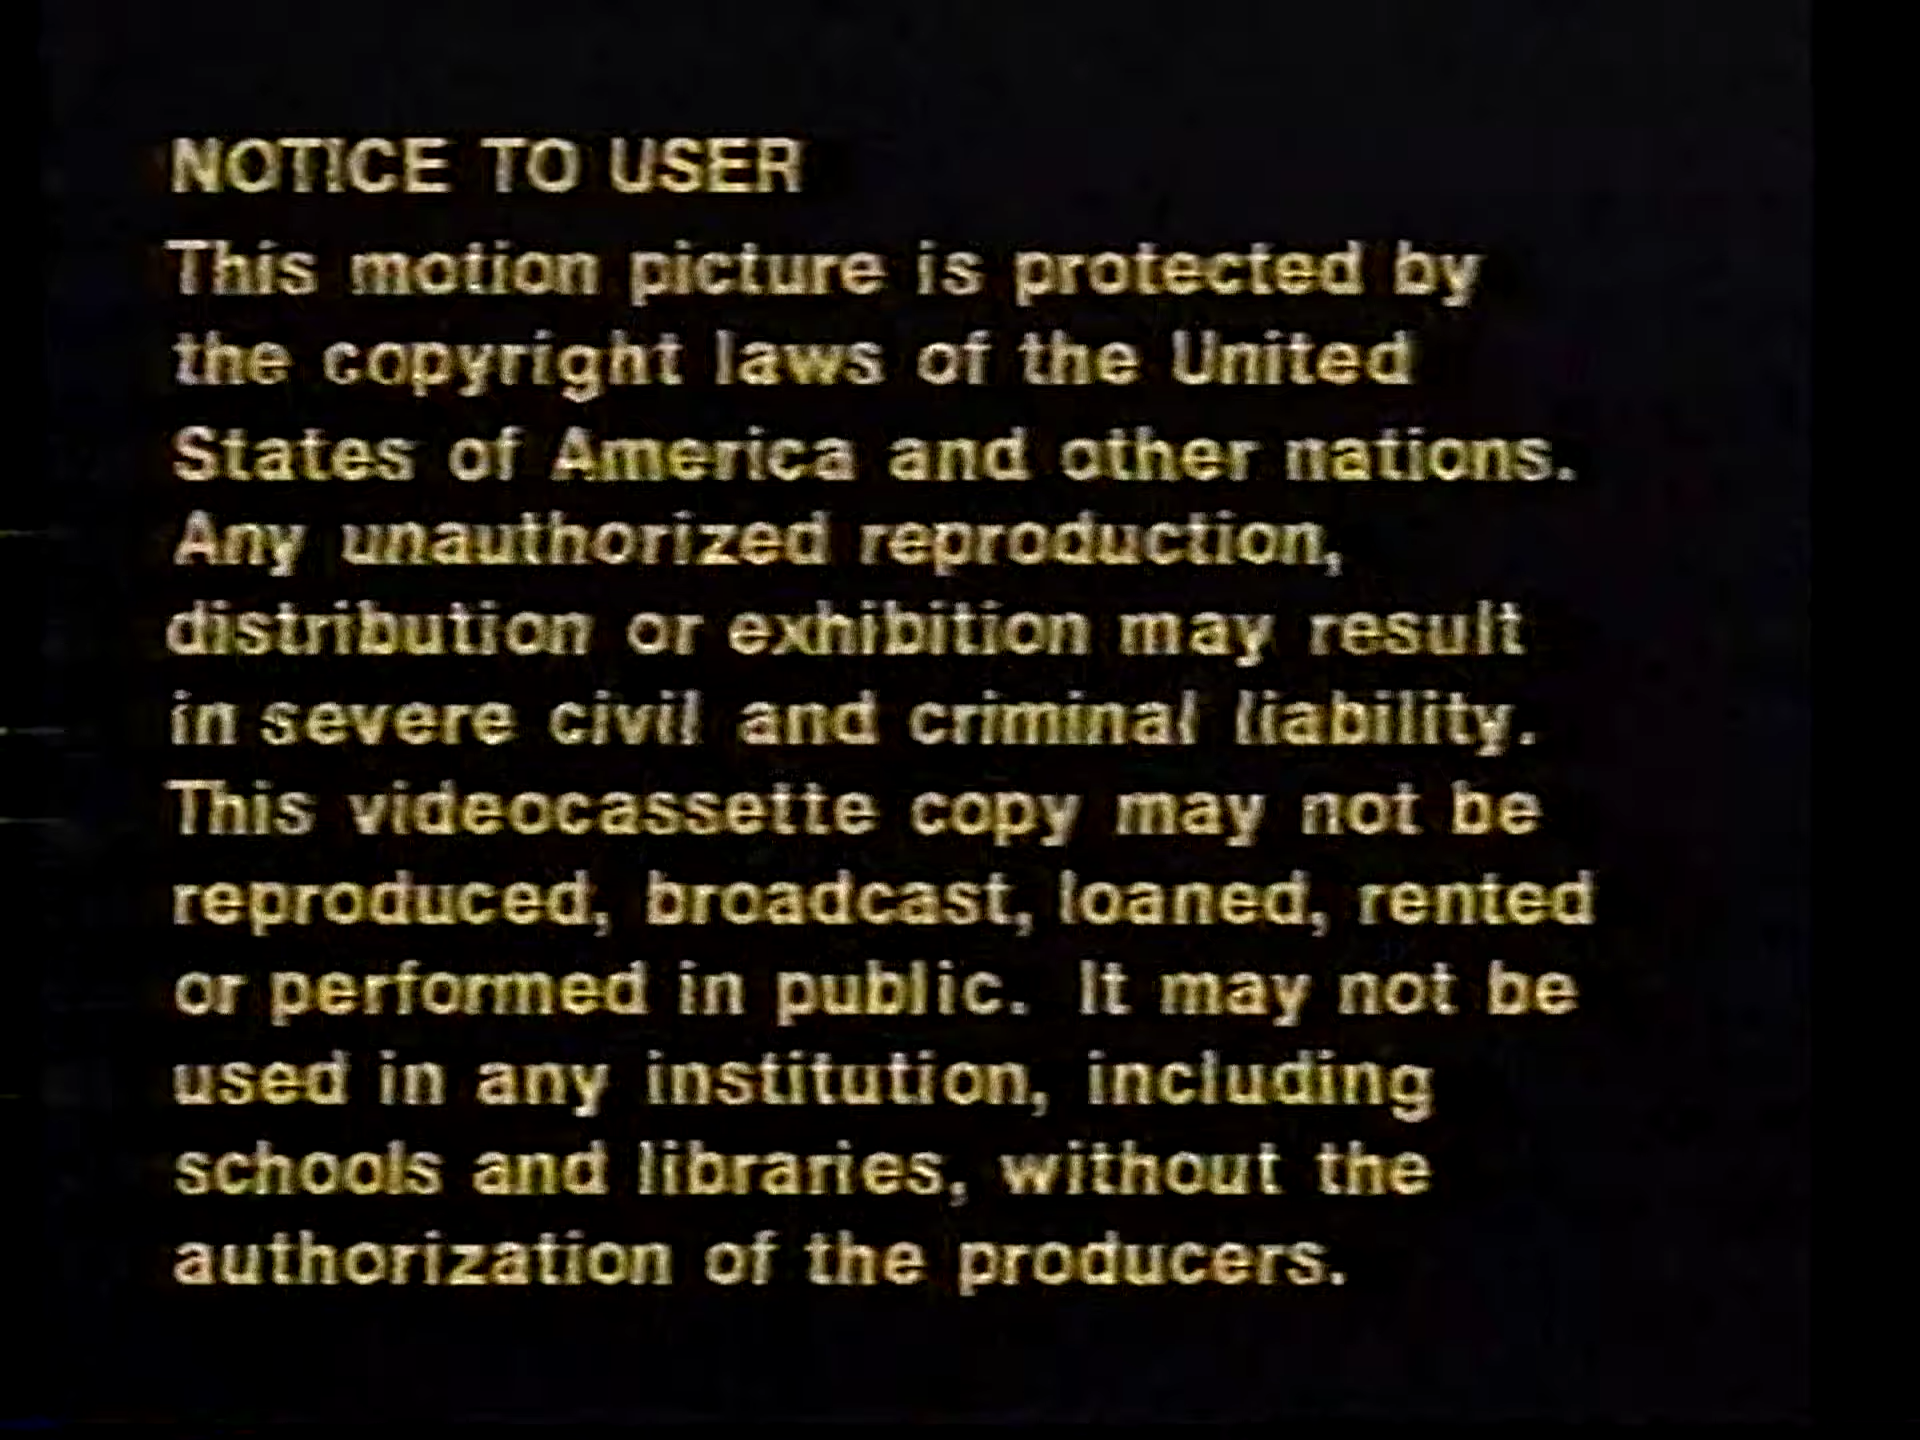 NOTICE TO USER
This motion picture is protected by
the copyright laws of the United
States of America and other nations.
Any unauthorized reproduction,
distribution or exhibition may result
in severe civil and criminal liability.
This videocassette copy may not be
reproduced, broadcast, loaned, rented
or performed in public. It may not be
used in any institution, including
schools and libraries, without the
authorization of the producers.